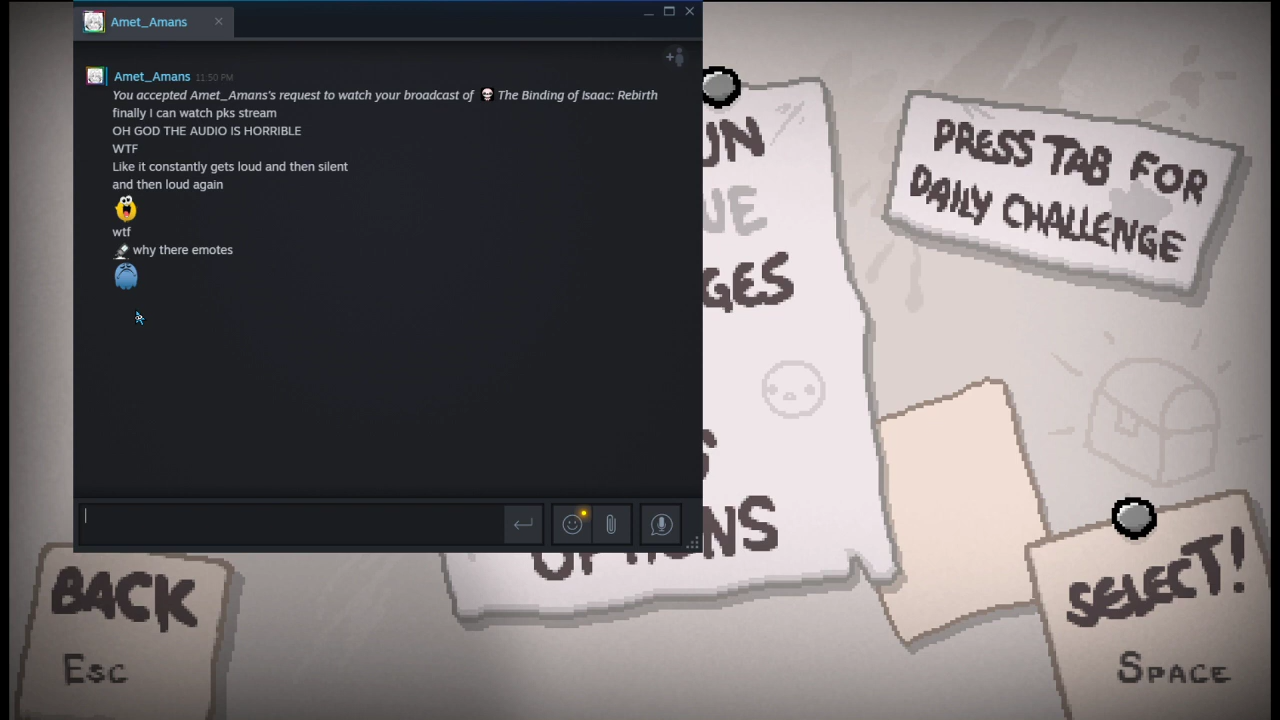 Amet_Amans
Amet_Amans 11:50 PM
You accepted Amet_Amans's request to watch your broadcast of The Binding of Isaac: Rebirth
finally I can watch pks stream
OH GOD THE AUDIO IS HORRIBLE
WTF
Like it constantly gets loud and then silent
and then loud again
wtf
why there emotes
PRESS TAB FOR
DAILY CHALLENGE
BACK
ESC
SELECT!
SPACE